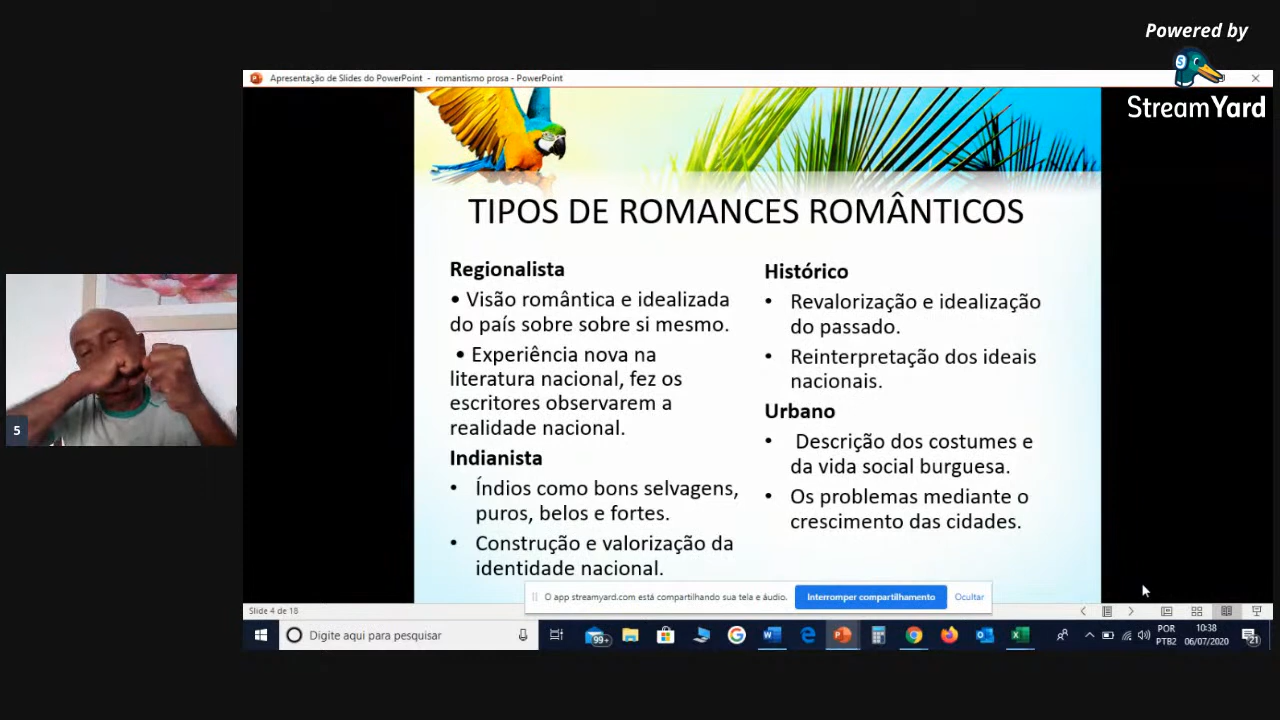 Powered by
StreamYard
Apresentação de Slides do PowerPoint - romantismo prosa - PowerPoint
TIPOS DE ROMANCES ROMÂNTICOS
Regionalista
• Visão romântica e idealizada
do país sobre sobre si mesmo.
• Experiência nova na
literatura nacional, fez os
escritores observarem a
realidade nacional.
Indianista
• Índios como bons selvagens,
puros, belos e fortes.
• Construção e valorização da
identidade nacional.
Histórico
• Revalorização e idealização
do passado.
• Reinterpretação dos ideais
nacionais.
Urbano
• Descrição dos costumes e
da vida social burguesa.
• Os problemas mediante o
crescimento das cidades.
5
O app streamyard.com está compartilhando sua tela e áudio. Interromper compartilhamento Ocultar
Slide 4 de 18
Digite aqui para pesquisar
99+
POR
PTB2
10:38
06/07/2020
21